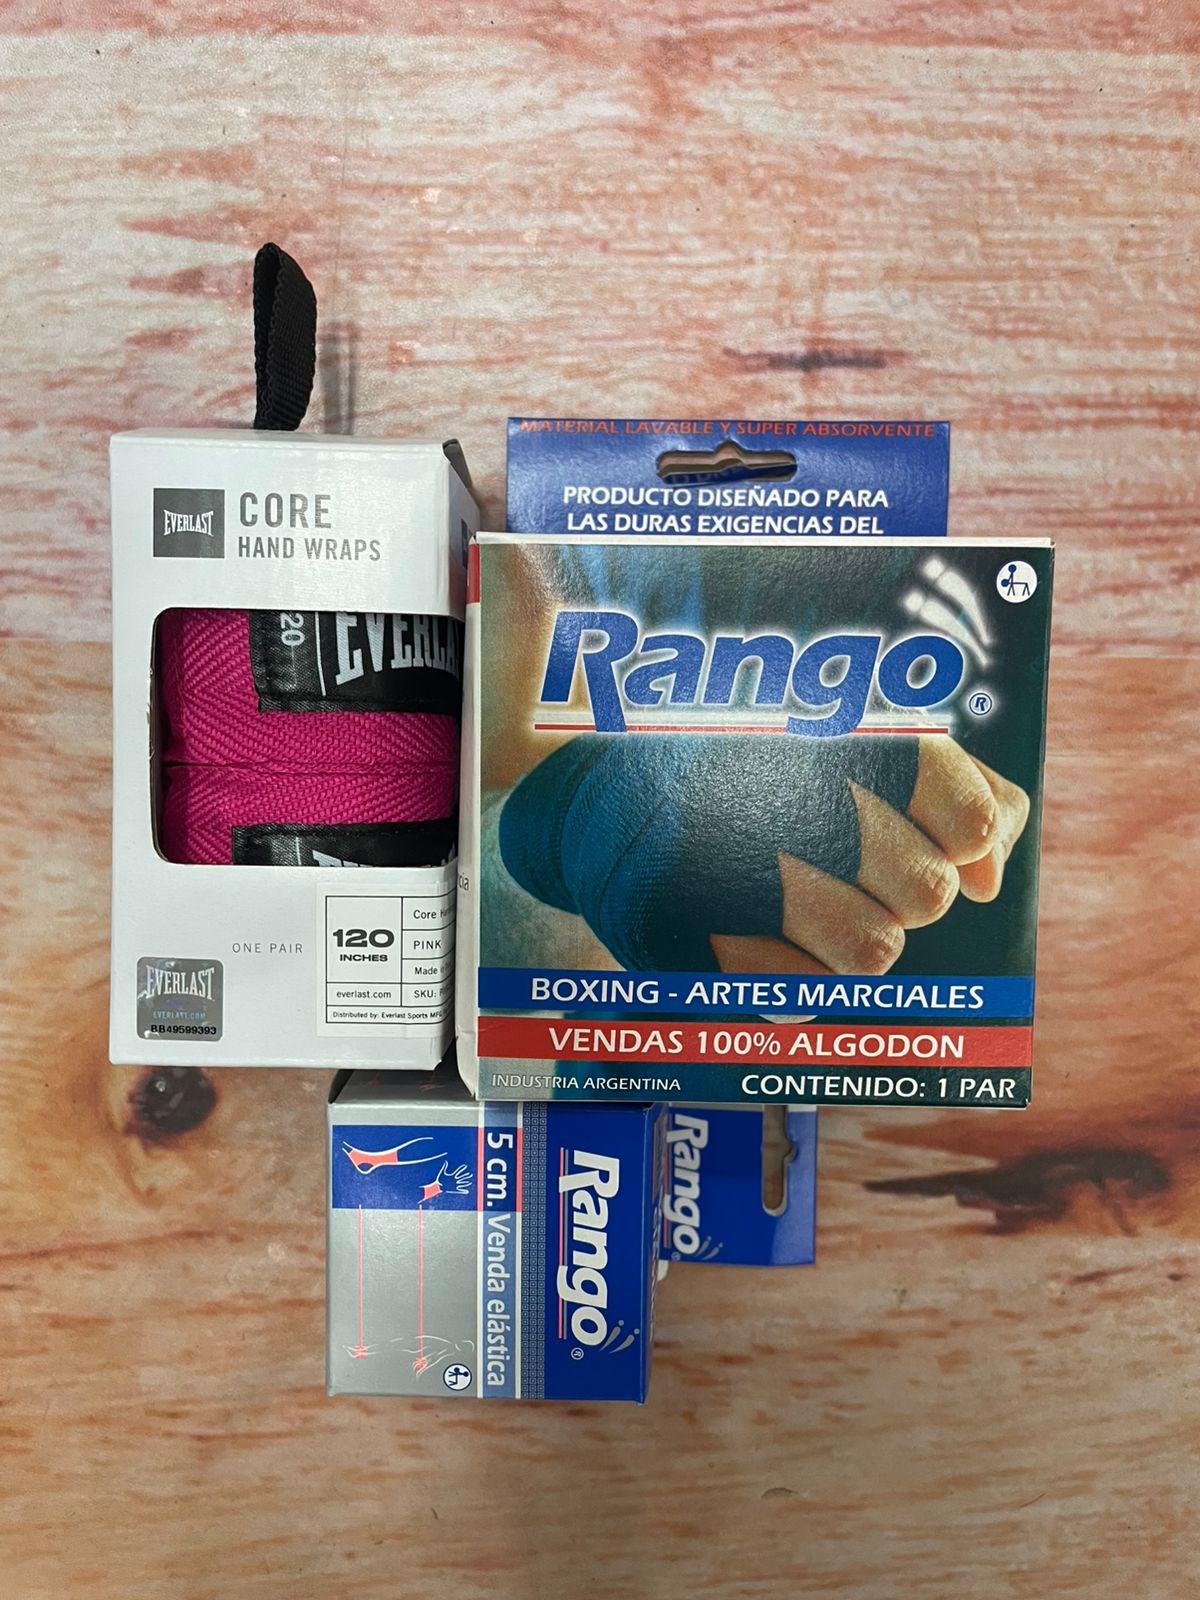 MATERIAL LAVABLE Y SUPER ABSORVENTE
PRODUCTO DISEÑADO PARA
LAS DURAS EXIGENCIAS DEL
EVERLAST
CORE
HAND WRAPS
EVERLA
ONE PAIR
120
INCHES
Core
PINK
Made
everlast.com
SKU:
Distributed by: Everlast Sports
EVERLAST
EVERLAST.COM
BB49599393
Rango®
BOXING - ARTES MARCIALES
VENDAS 100% ALGODON
INDUSTRIA ARGENTINA
CONTENIDO: 1 PAR
Rango®
5 cm. Venda elástica
Rango